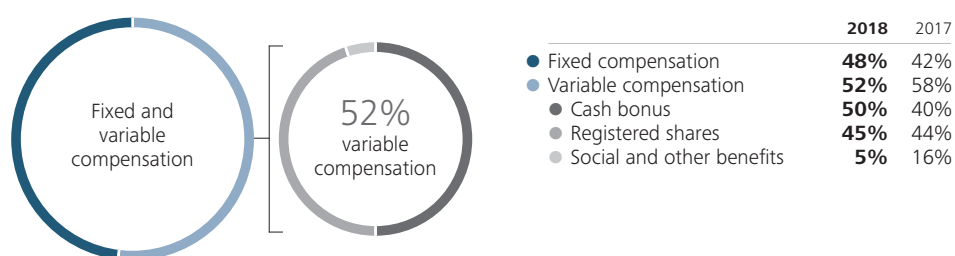 Fixed and
variable
compensation
52%
variable
compensation
2018 2017
Fixed compensation 48% 42%
Variable compensation 52% 58%
Cash bonus 50% 40%
Registered shares 45% 44%
Social and other benefits 5% 16%